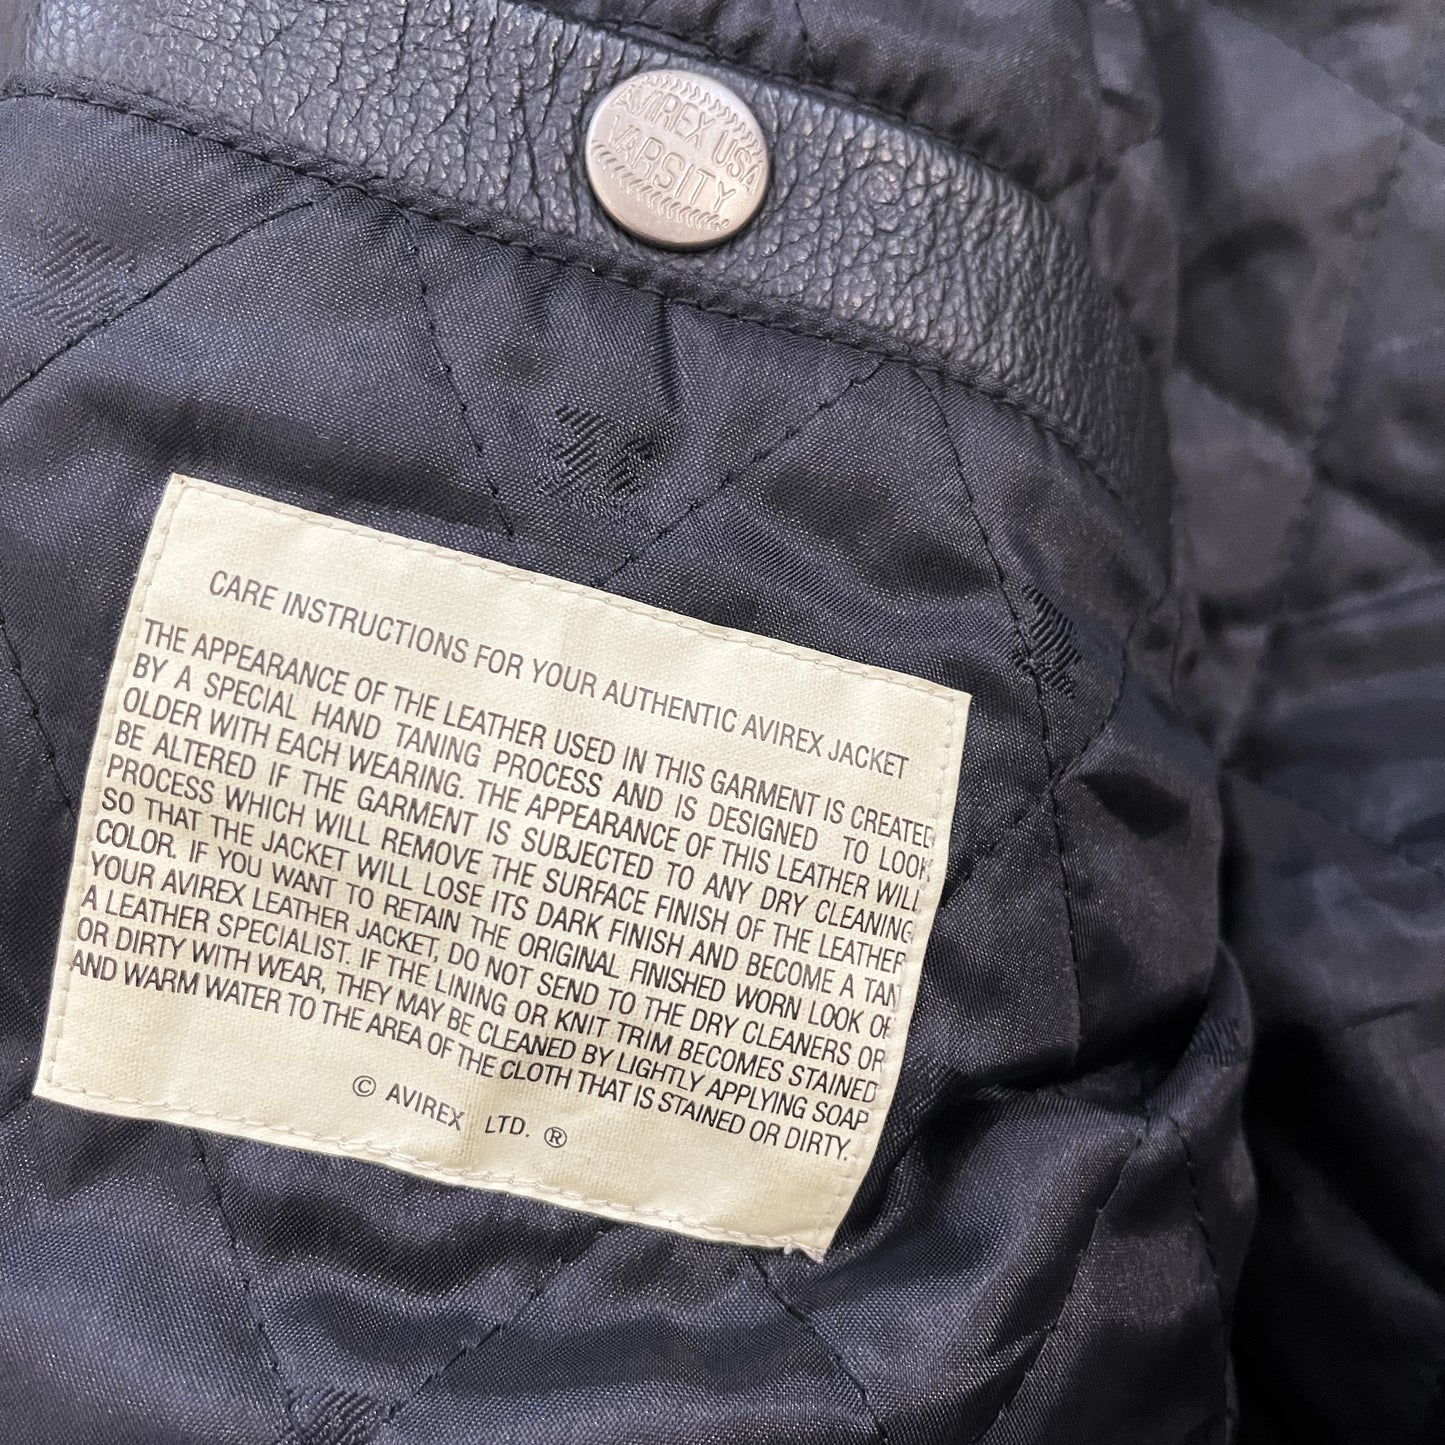 AVIREX USA
VARSITY
CARE INSTRUCTIONS FOR YOUR AUTHENTIC AVIREX JACKET
THE APPEARANCE OF THE LEATHER USED IN THIS GARMENT IS CREATED
BY A SPECIAL HAND TANING PROCESS AND IS DESIGNED TO LOOK
OLDER WITH EACH WEARING. THE APPEARANCE OF THIS LEATHER WILL
BE ALTERED IF THE GARMENT IS SUBJECTED TO ANY DRY CLEANING
PROCESS WHICH WILL REMOVE THE SURFACE FINISH OF THE LEATHER
SO THAT THE JACKET WILL LOSE ITS DARK FINISH AND BECOME A TAN
COLOR. IF YOU WANT TO RETAIN THE ORIGINAL FINISHED WORN LOOK OF
YOUR AVIREX LEATHER JACKET, DO NOT SEND TO THE DRY CLEANERS OR
A LEATHER SPECIALIST. IF THE LINING OR KNIT TRIM BECOMES STAINED
OR DIRTY WITH WEAR, THEY MAY BE CLEANED BY LIGHTLY APPLYING SOAP
AND WARM WATER TO THE AREA OF THE CLOTH THAT IS STAINED OR DIRTY.
© AVIREX LTD. ®